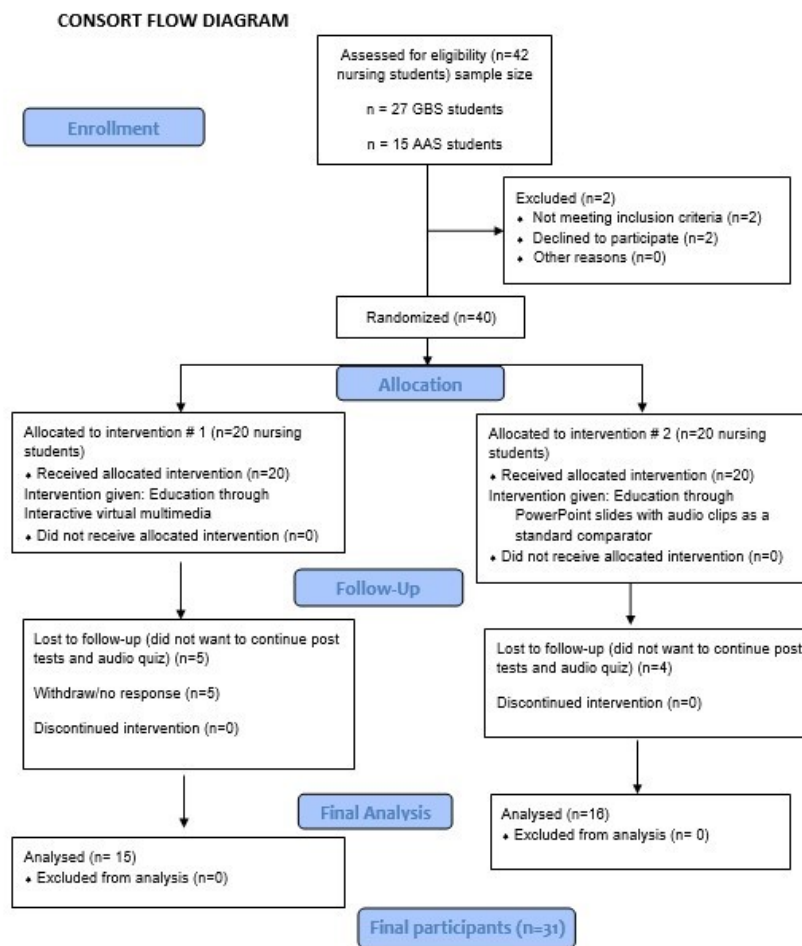 CONSORT FLOW DIAGRAM
Assessed for eligibility (n=42
nursing students) sample size
n = 27 GBS students
n = 15 AAS students
Enrollment
Excluded (n=2)
♦ Not meeting inclusion criteria (n=2)
♦ Declined to participate (n=2)
♦ Other reasons (n=0)
Randomized (n=40)
Allocation
Allocated to intervention # 1 (n=20 nursing
students)
♦ Received allocated intervention (n=20)
Intervention given: Education through
Interactive virtual multimedia
♦ Did not receive allocated intervention (n=0)
Allocated to intervention # 2 (n=20 nursing
students)
♦ Received allocated intervention (n=20)
Intervention given: Education through
PowerPoint slides with audio clips as a
standard comparator
♦ Did not receive allocated intervention (n=0)
Follow-Up
Lost to follow-up (did not want to continue post
tests and audio quiz) (n=5)
Withdraw/no response (n=5)
Discontinued intervention (n=0)
Lost to follow-up (did not want to continue post
tests and audio quiz) (n=4)
Discontinued intervention (n=0)
Final Analysis
Analysed (n= 15)
♦ Excluded from analysis (n=0)
Analysed (n=16)
♦ Excluded from analysis (n= 0)
Final participants (n=31)